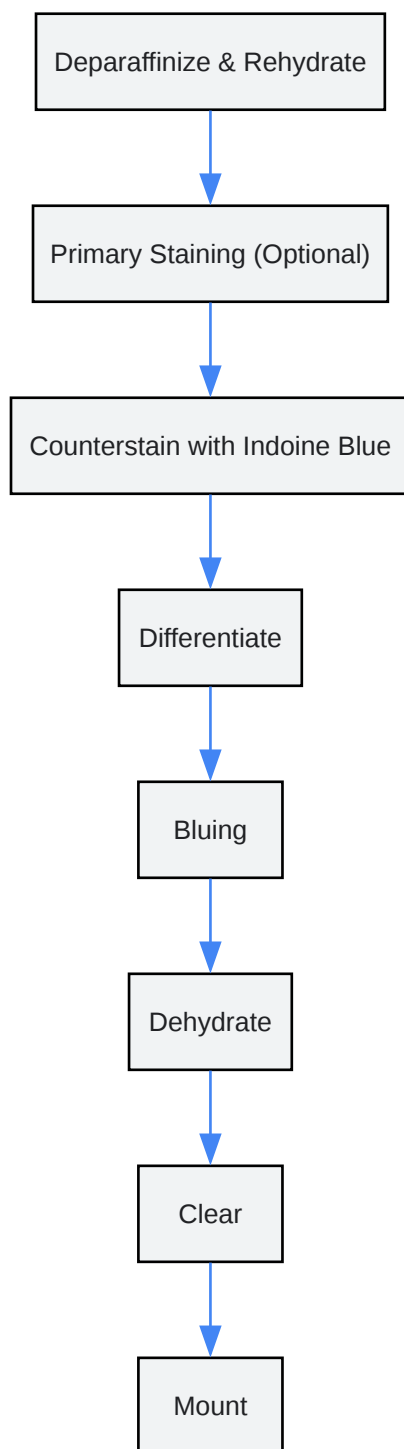 Deparaffinize & Rehydrate
Primary Staining (Optional)
Counterstain with Indoine Blue
Differentiate
Bluing
Dehydrate
Clear
Mount